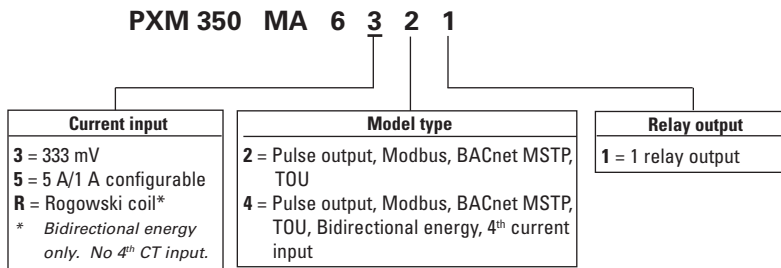 PXM 350 MA 6 3 2 1
Current input
3 = 333 mV
5 = 5 A/1 A configurable
R = Rogowski coil*
* Bidirectional energy
only. No 4th CT input.
Model type
2 = Pulse output, Modbus, BACnet MSTP,
TOU
4 = Pulse output, Modbus, BACnet MSTP,
TOU, Bidirectional energy, 4th current
input
Relay output
1 = 1 relay output